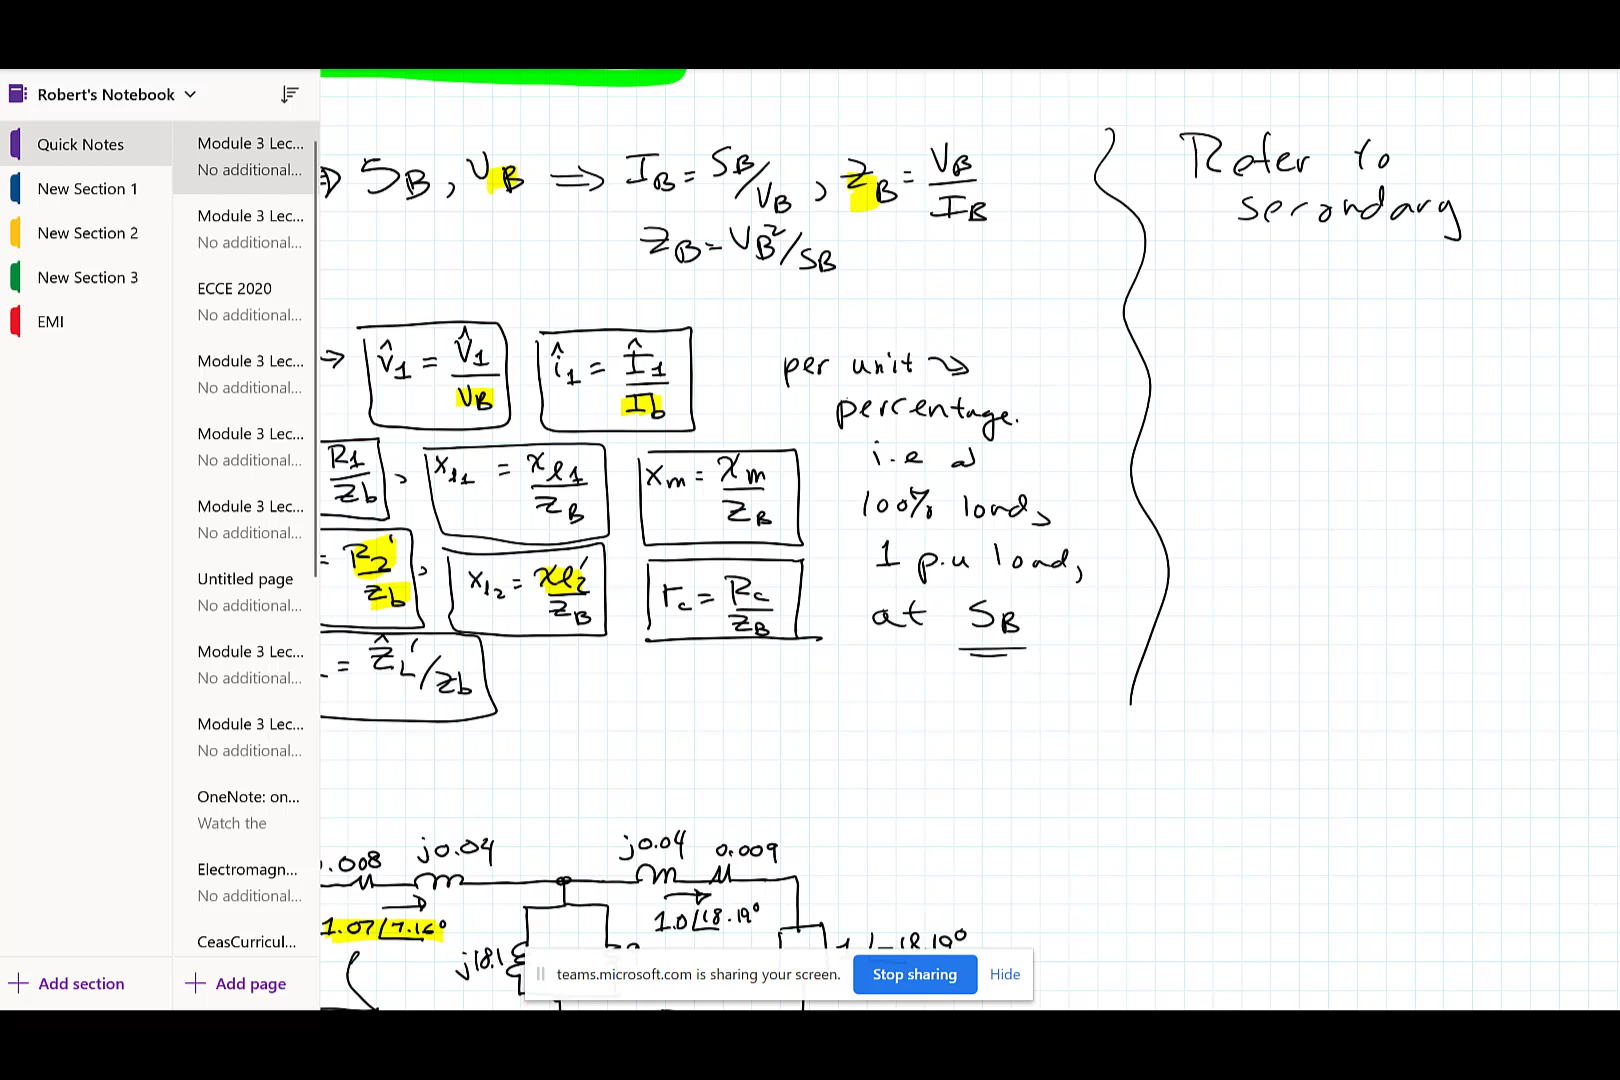 Robert's Notebook
Quick Notes
New Section 1
New Section 2
New Section 3
EMI
Add section
Module 3 Lec...
No additional...
Module 3 Lec...
No additional...
ECCE 2020
No additional...
Module 3 Lec...
No additional...
Module 3 Lec...
No additional...
Module 3 Lec...
No additional...
Untitled page
No additional...
Module 3 Lec...
No additional...
Module 3 Lec...
No additional...
OneNote: on...
Watch the
Electromagn...
No additional...
CeasCurricul...
Add page
⇒ SB, VB ⇒ IB = SB/VB, ZB = VB/IB
ZB = VB²/SB
→ v̂1 = V̂1/VB î1 = Î1/Ib
R1/Zb, xl1 = Xl1/ZB xm = Xm/ZB
= R2'/Zb, xl2 = Xl2'/ZB rc = Rc/ZB
= ẐL'/Zb
per unit →
percentage.
i.e at
100% load,
1 p.u load,
at SB
Refer to
secondary
.008 j0.04 j0.04 0.009
1.07∠7.16° 1.0∠18.19°
j18.1
∠-18.19°
teams.microsoft.com is sharing your screen. Stop sharing Hide